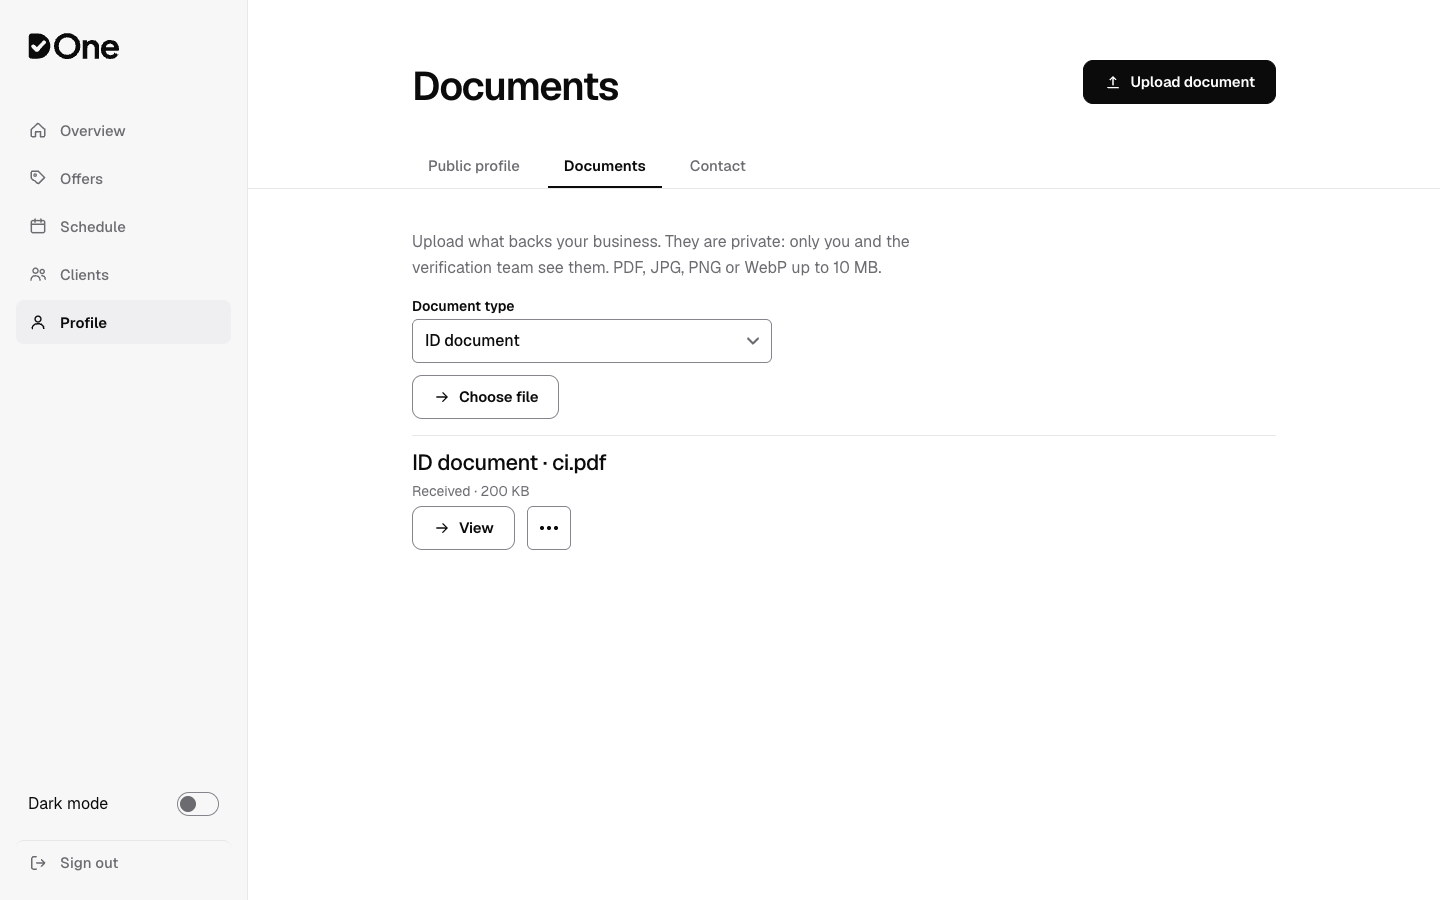 DOne
Overview
Offers
Schedule
Clients
Profile
Dark mode
Sign out
Documents
Upload document
Public profile
Documents
Contact
Upload what backs your business. They are private: only you and the
verification team see them. PDF, JPG, PNG or WebP up to 10 MB.
Document type
ID document
Choose file
ID document · ci.pdf
Received · 200 KB
View